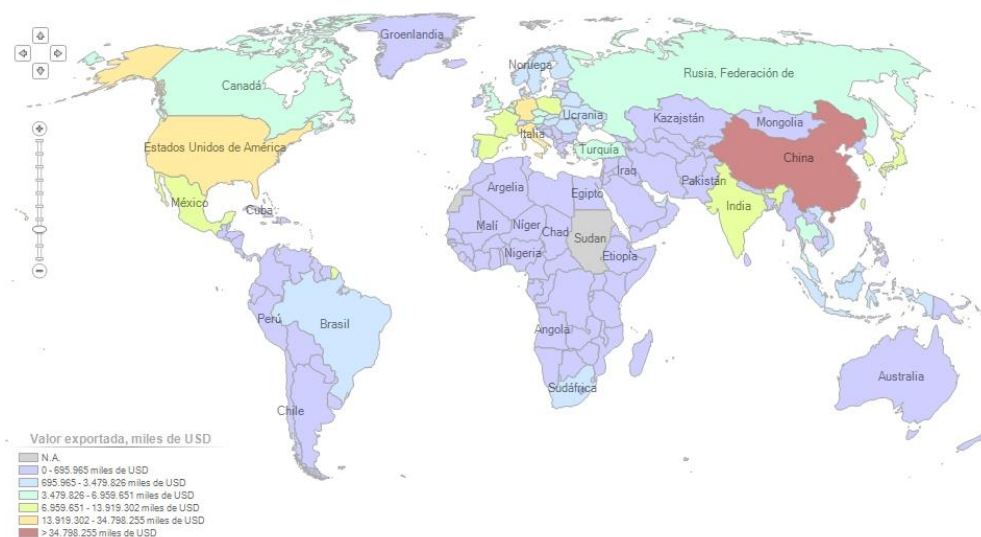 Groenlandia
Noruega
Rusia, Federación de
Canadá
Ucrania
Kazajstán
Mongolia
Estados Unidos de América
Italia
Turquía
China
Iraq
Pakistán
México
Cuba
Argelia
Egipto
India
Malí
Níger
Chad
Sudan
Nigeria
Etiopía
Perú
Brasil
Angola
Australia
Sudáfrica
Chile
Valor exportada, miles de USD
N.A.
0 - 695.965 miles de USD
695.965 - 3.479.826 miles de USD
3.479.826 - 6.959.651 miles de USD
6.959.651 - 13.919.302 miles de USD
13.919.302 - 34.798.255 miles de USD
> 34.798.255 miles de USD